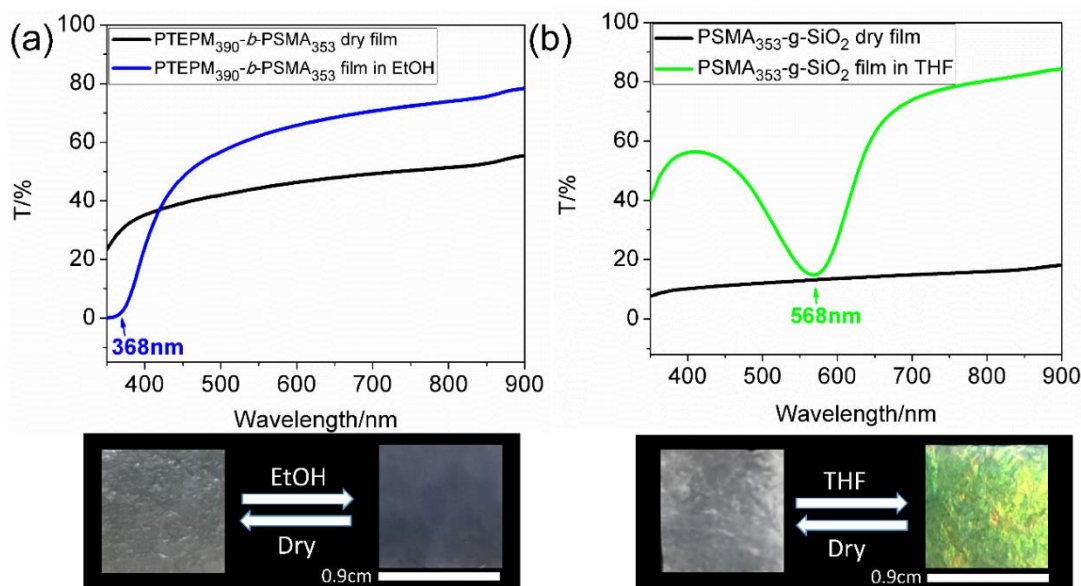 (a)
PTEPM390-b-PSMA353 dry film
PTEPM390-b-PSMA353 film in EtOH
100
80
60
40
20
0
T/%
368nm
400 500 600 700 800 900
Wavelength/nm
EtOH
Dry
0.9cm
(b)
PSMA353-g-SiO2 dry film
PSMA353-g-SiO2 film in THF
100
80
60
40
20
0
T/%
568nm
400 500 600 700 800 900
Wavelength/nm
THF
Dry
0.9cm